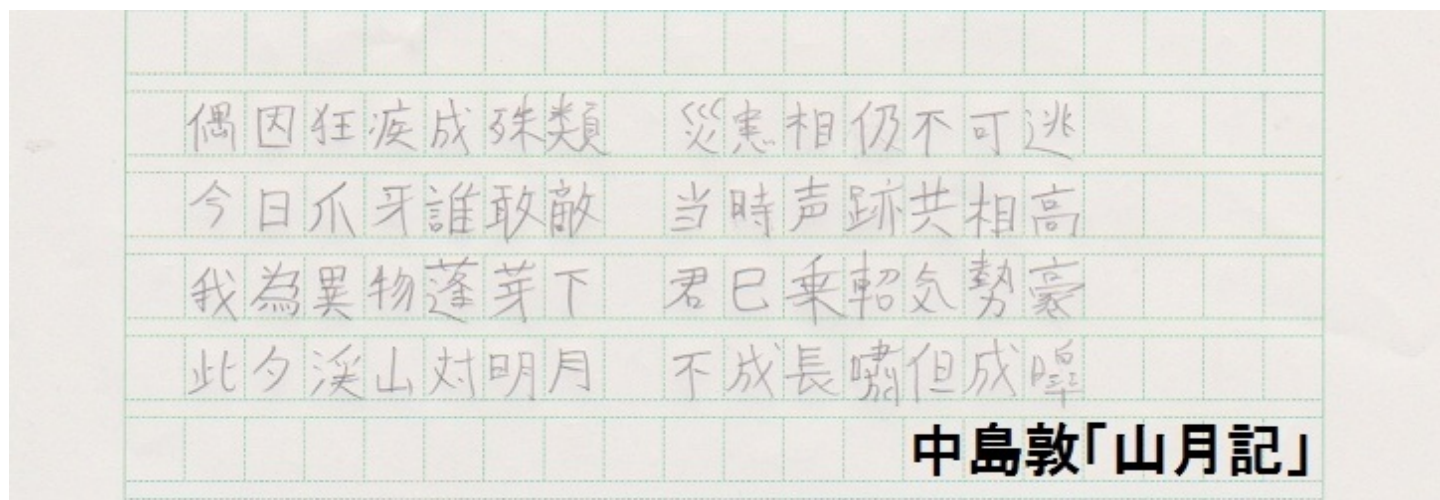 偶因狂疾成殊類　災患相仍不可逃
今日爪牙誰敢敵　当時声跡共相高
我為異物蓬芽下　君巳乗軺気勢豪
此夕渓山対明月　不成長嘯但成嘷
中島敦「山月記」